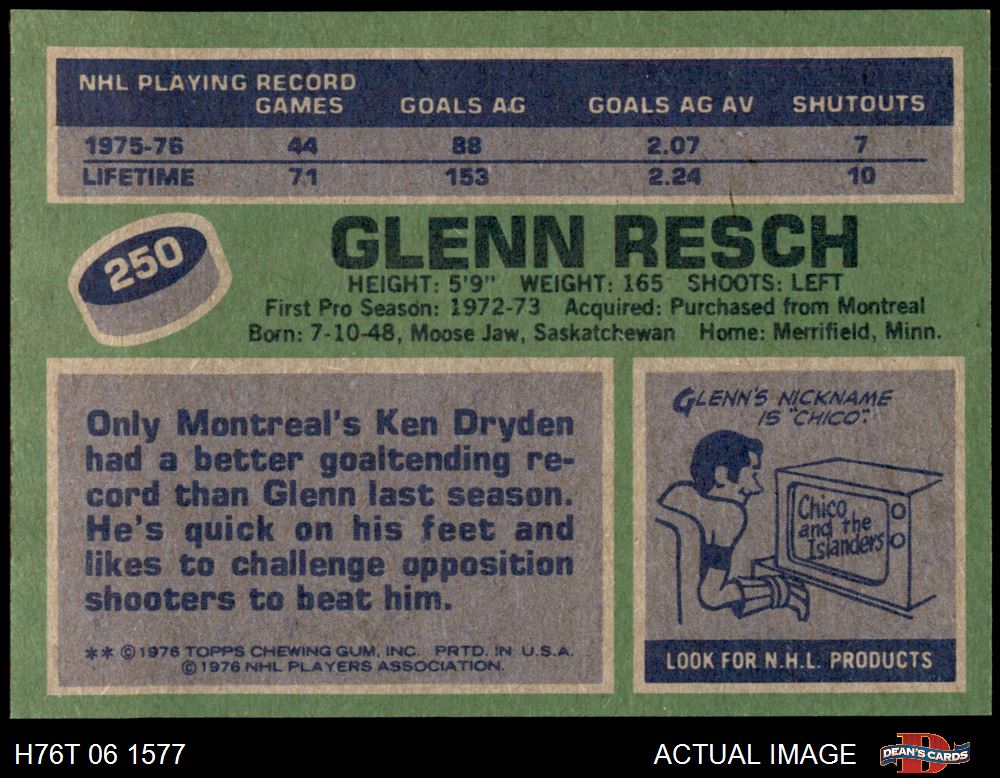 NHL PLAYING RECORD
GAMES GOALS AG GOALS AG AV SHUTOUTS
1975-76 44 88 2.07 7
LIFETIME 71 153 2.24 10
250
GLENN RESCH
HEIGHT: 5'9" WEIGHT: 165 SHOOTS: LEFT
First Pro Season: 1972-73 Acquired: Purchased from Montreal
Born: 7-10-48, Moose Jaw, Saskatchewan Home: Merrifield, Minn.
Only Montreal's Ken Dryden
had a better goaltending re-
cord than Glenn last season.
He's quick on his feet and
likes to challenge opposition
shooters to beat him.
** ©1976 TOPPS CHEWING GUM, INC. PRTD. IN U.S.A.
©1976 NHL PLAYERS ASSOCIATION.
GLENN'S NICKNAME
IS "CHICO".
Chico
and the
Islanders
LOOK FOR N.H.L. PRODUCTS
H76T 06 1577
ACTUAL IMAGE
DEAN'S CARDS